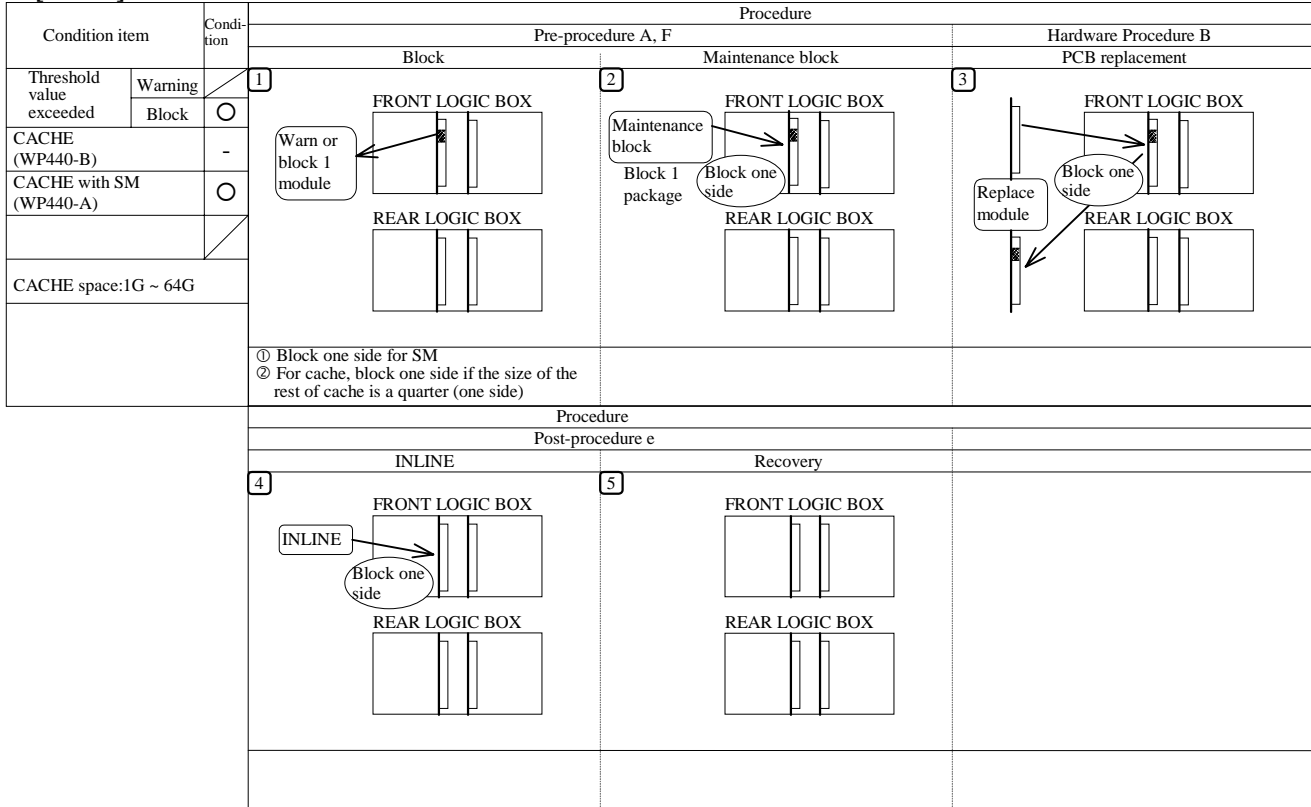 Condition item
Condi-
tion
Procedure
Pre-procedure A, F
Hardware Procedure B
Block
Maintenance block
PCB replacement
Threshold
value
exceeded
Warning
Block
○
CACHE
(WP440-B)
-
CACHE with SM
(WP440-A)
○
CACHE space:1G ~ 64G
1
FRONT LOGIC BOX
Warn or
block 1
module
REAR LOGIC BOX
① Block one side for SM
② For cache, block one side if the size of the
rest of cache is a quarter (one side)
2
FRONT LOGIC BOX
Maintenance
block
Block 1
package
Block one
side
REAR LOGIC BOX
3
FRONT LOGIC BOX
Block one
side
Replace
module
REAR LOGIC BOX
Procedure
Post-procedure e
INLINE
Recovery
4
FRONT LOGIC BOX
INLINE
Block one
side
REAR LOGIC BOX
5
FRONT LOGIC BOX
REAR LOGIC BOX